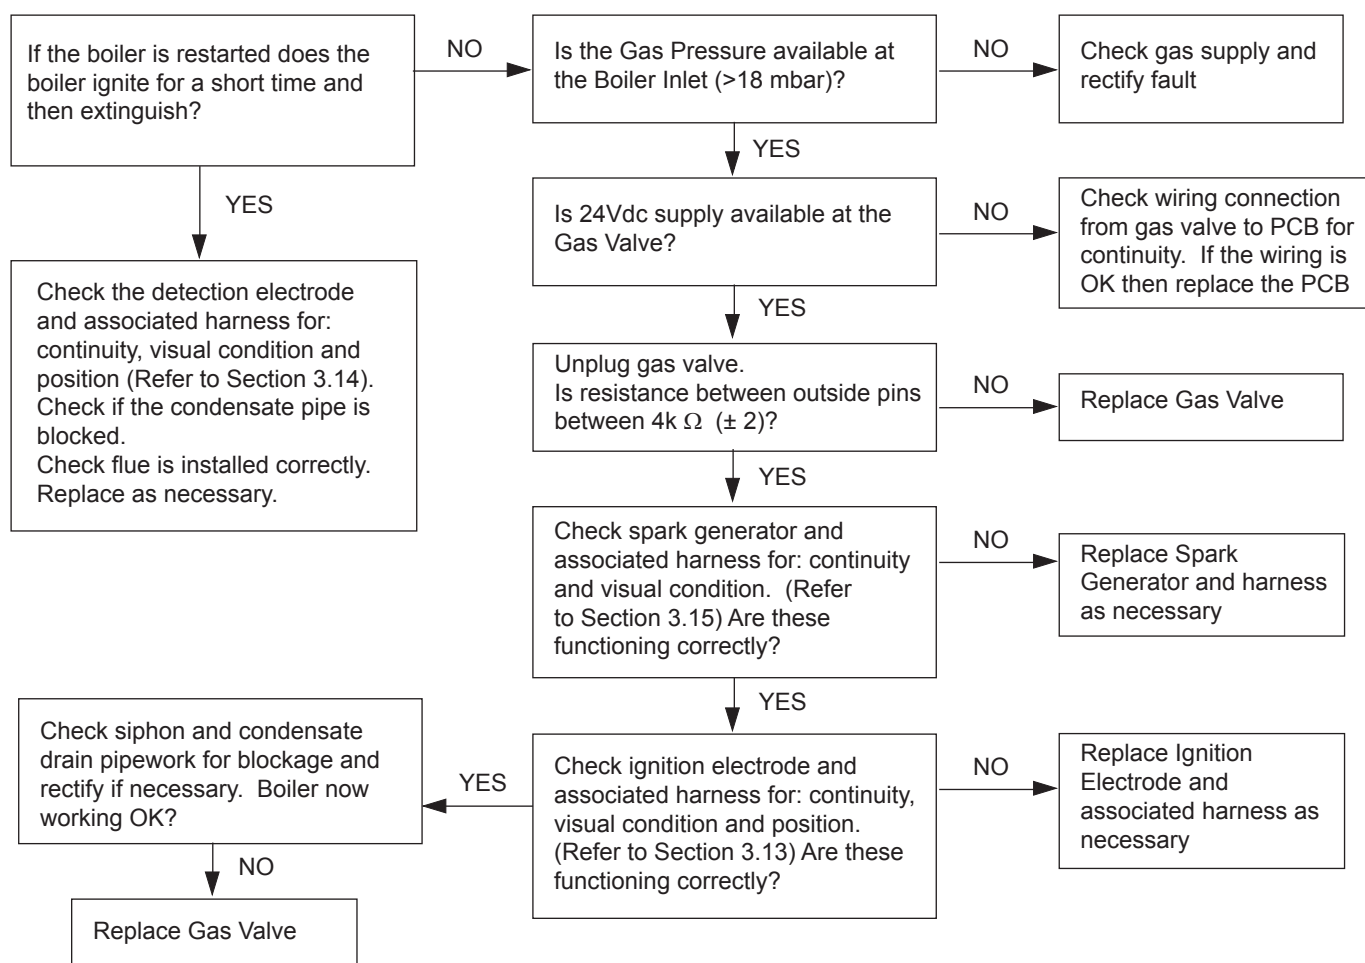 If the boiler is restarted does the
boiler ignite for a short time and
then extinguish?
NO
Is the Gas Pressure available at
the Boiler Inlet (>18 mbar)?
NO
Check gas supply and
rectify fault
YES
YES
Is 24Vdc supply available at the
Gas Valve?
NO
Check wiring connection
from gas valve to PCB for
continuity.  If the wiring is
OK then replace the PCB
Check the detection electrode
and associated harness for:
continuity, visual condition and
position (Refer to Section 3.14).
Check if the condensate pipe is
blocked.
Check flue is installed correctly.
Replace as necessary.
YES
Unplug gas valve.
Is resistance between outside pins
between 4k Ω  (± 2)?
NO
Replace Gas Valve
YES
Check spark generator and
associated harness for: continuity
and visual condition.  (Refer
to Section 3.15) Are these
functioning correctly?
NO
Replace Spark
Generator and harness
as necessary
YES
Check ignition electrode and
associated harness for: continuity,
visual condition and position.
(Refer to Section 3.13) Are these
functioning correctly?
NO
Replace Ignition
Electrode and
associated harness as
necessary
YES
Check siphon and condensate
drain pipework for blockage and
rectify if necessary.  Boiler now
working OK?
NO
Replace Gas Valve